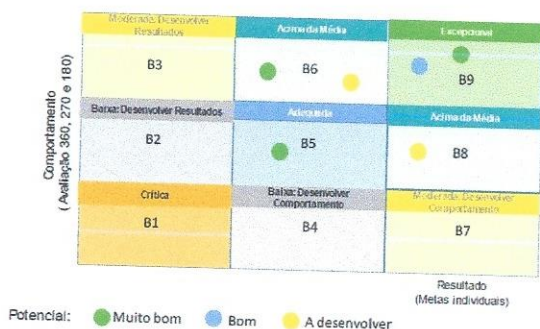 Moderada: Desenvolver
Resultados
B3
Acima da Média
B6
Excepcional
B9
Baixa: Desenvolver Resultados
B2
Adequada
B5
Acima da Média
B8
Crítica
B1
Baixa: Desenvolver
Comportamento
B4
Moderada: Desenvolver
Comportamento
B7
Comportamento
( Avaliação 360, 270 e 180)
Resultado
(Metas individuais)
Potencial:
Muito bom
Bom
A desenvolver